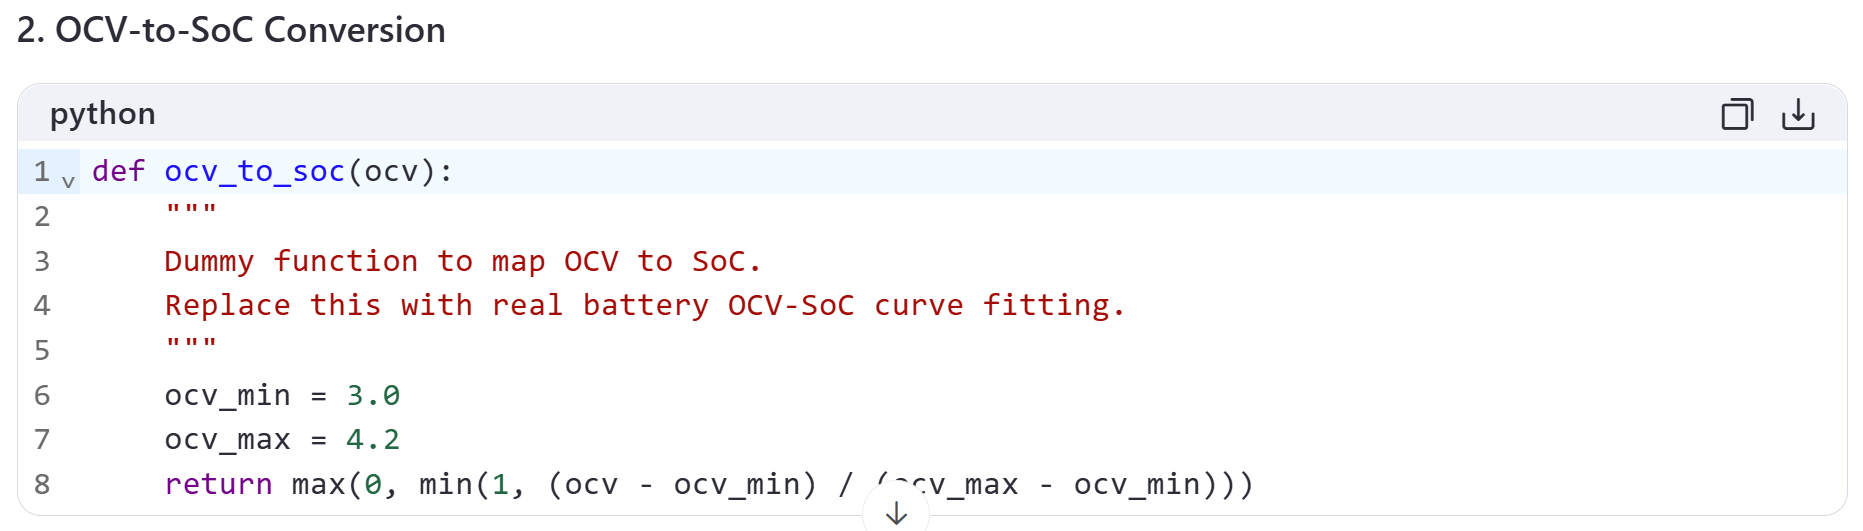 2. OCV-to-SoC Conversion
python
1 def ocv_to_soc(ocv):
2     """
3     Dummy function to map OCV to SoC.
4     Replace this with real battery OCV-SoC curve fitting.
5     """
6     ocv_min = 3.0
7     ocv_max = 4.2
8     return max(0, min(1, (ocv - ocv_min) / (ocv_max - ocv_min)))